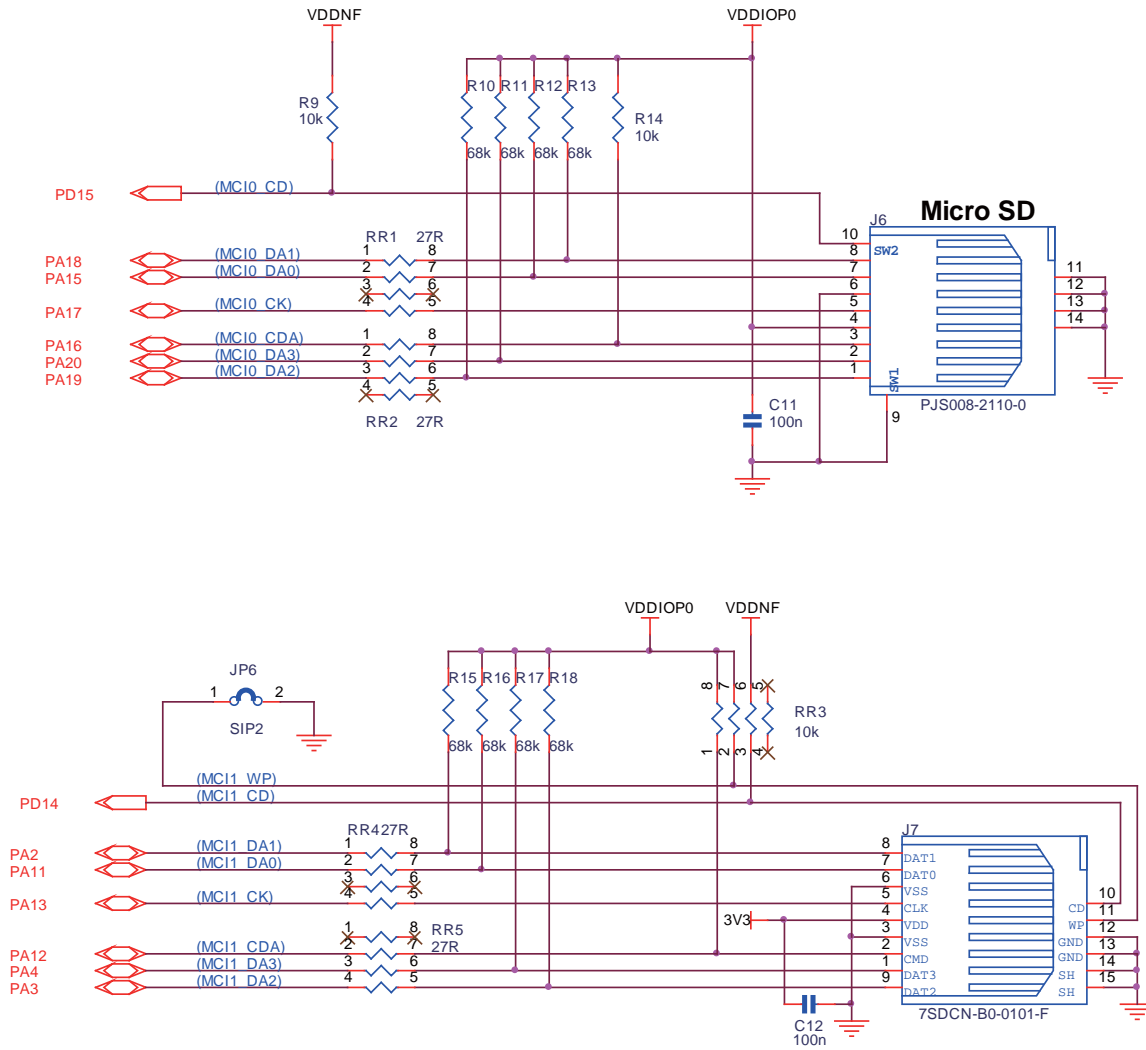 VDDNF
VDDIOP0
R10 R11 R12 R13
R9
10k
R14
10k
68k 68k 68k 68k
PD15
(MCI0_CD)
Micro SD
J6
RR1 27R
10
PA18
(MCI0_DA1)
1 8
8
SW2
PA15
(MCI0_DA0)
2 7
7
11
3 6
6
12
PA17
(MCI0_CK)
4 5
5
13
4
14
PA16
(MCI0_CDA)
1 8
3
PA20
(MCI0_DA3)
2 7
2
PA19
(MCI0_DA2)
3 6
1
4 5
SW1
RR2 27R
C11
100n
9
PJS008-2110-0
VDDIOP0
VDDNF
JP6
1 2
SIP2
R15 R16 R17 R18
68k 68k 68k 68k
8 7 6 5
RR3
10k
1 2 3 4
(MCI1_WP)
PD14
(MCI1_CD)
RR4 27R
J7
PA2
(MCI1_DA1)
1 8
8
DAT1
PA11
(MCI1_DA0)
2 7
7
DAT0
3 6
6
VSS
PA13
(MCI1_CK)
4 5
5
CLK
CD
10
3V3
4
VDD
WP
11
1 8
RR5
27R
3
VSS
GND
12
PA12
(MCI1_CDA)
2 7
2
CMD
GND
13
PA4
(MCI1_DA3)
3 6
1
DAT3
SH
14
PA3
(MCI1_DA2)
4 5
9
DAT2
SH
15
C12
100n
7SDCN-B0-0101-F